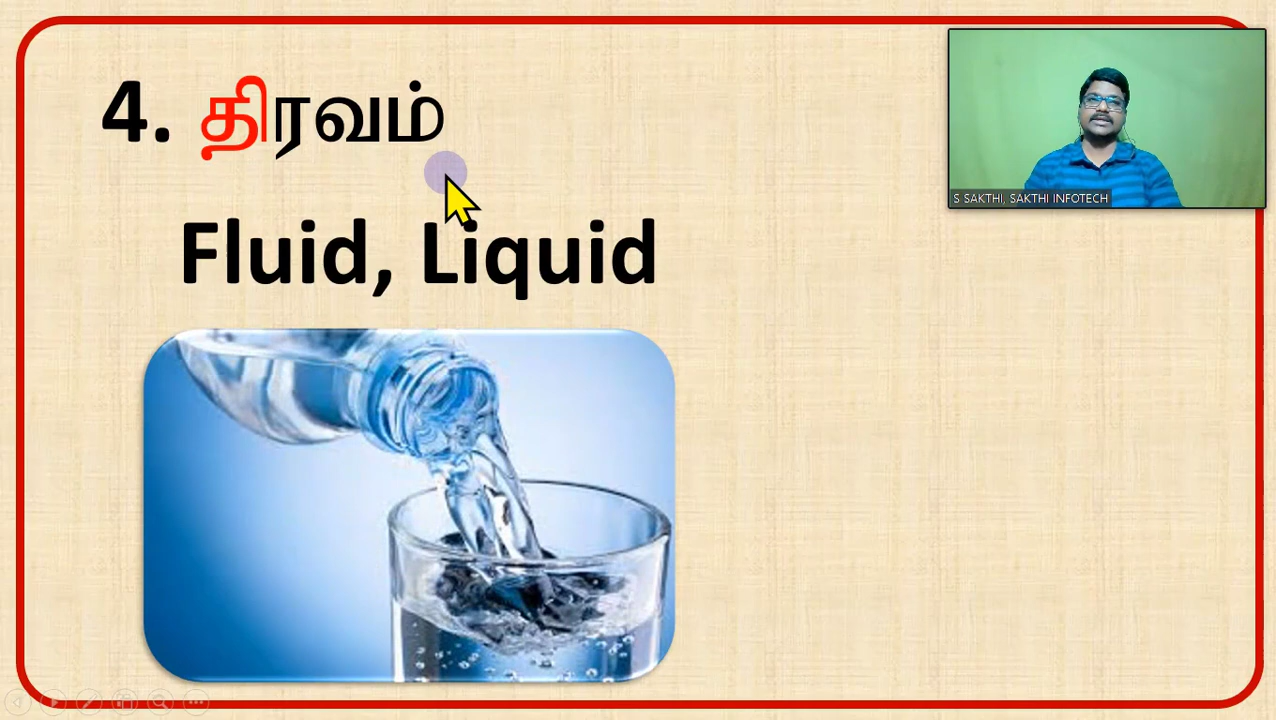 4. திரவம்
Fluid, Liquid
S SAKTHI, SAKTHI INFOTECH